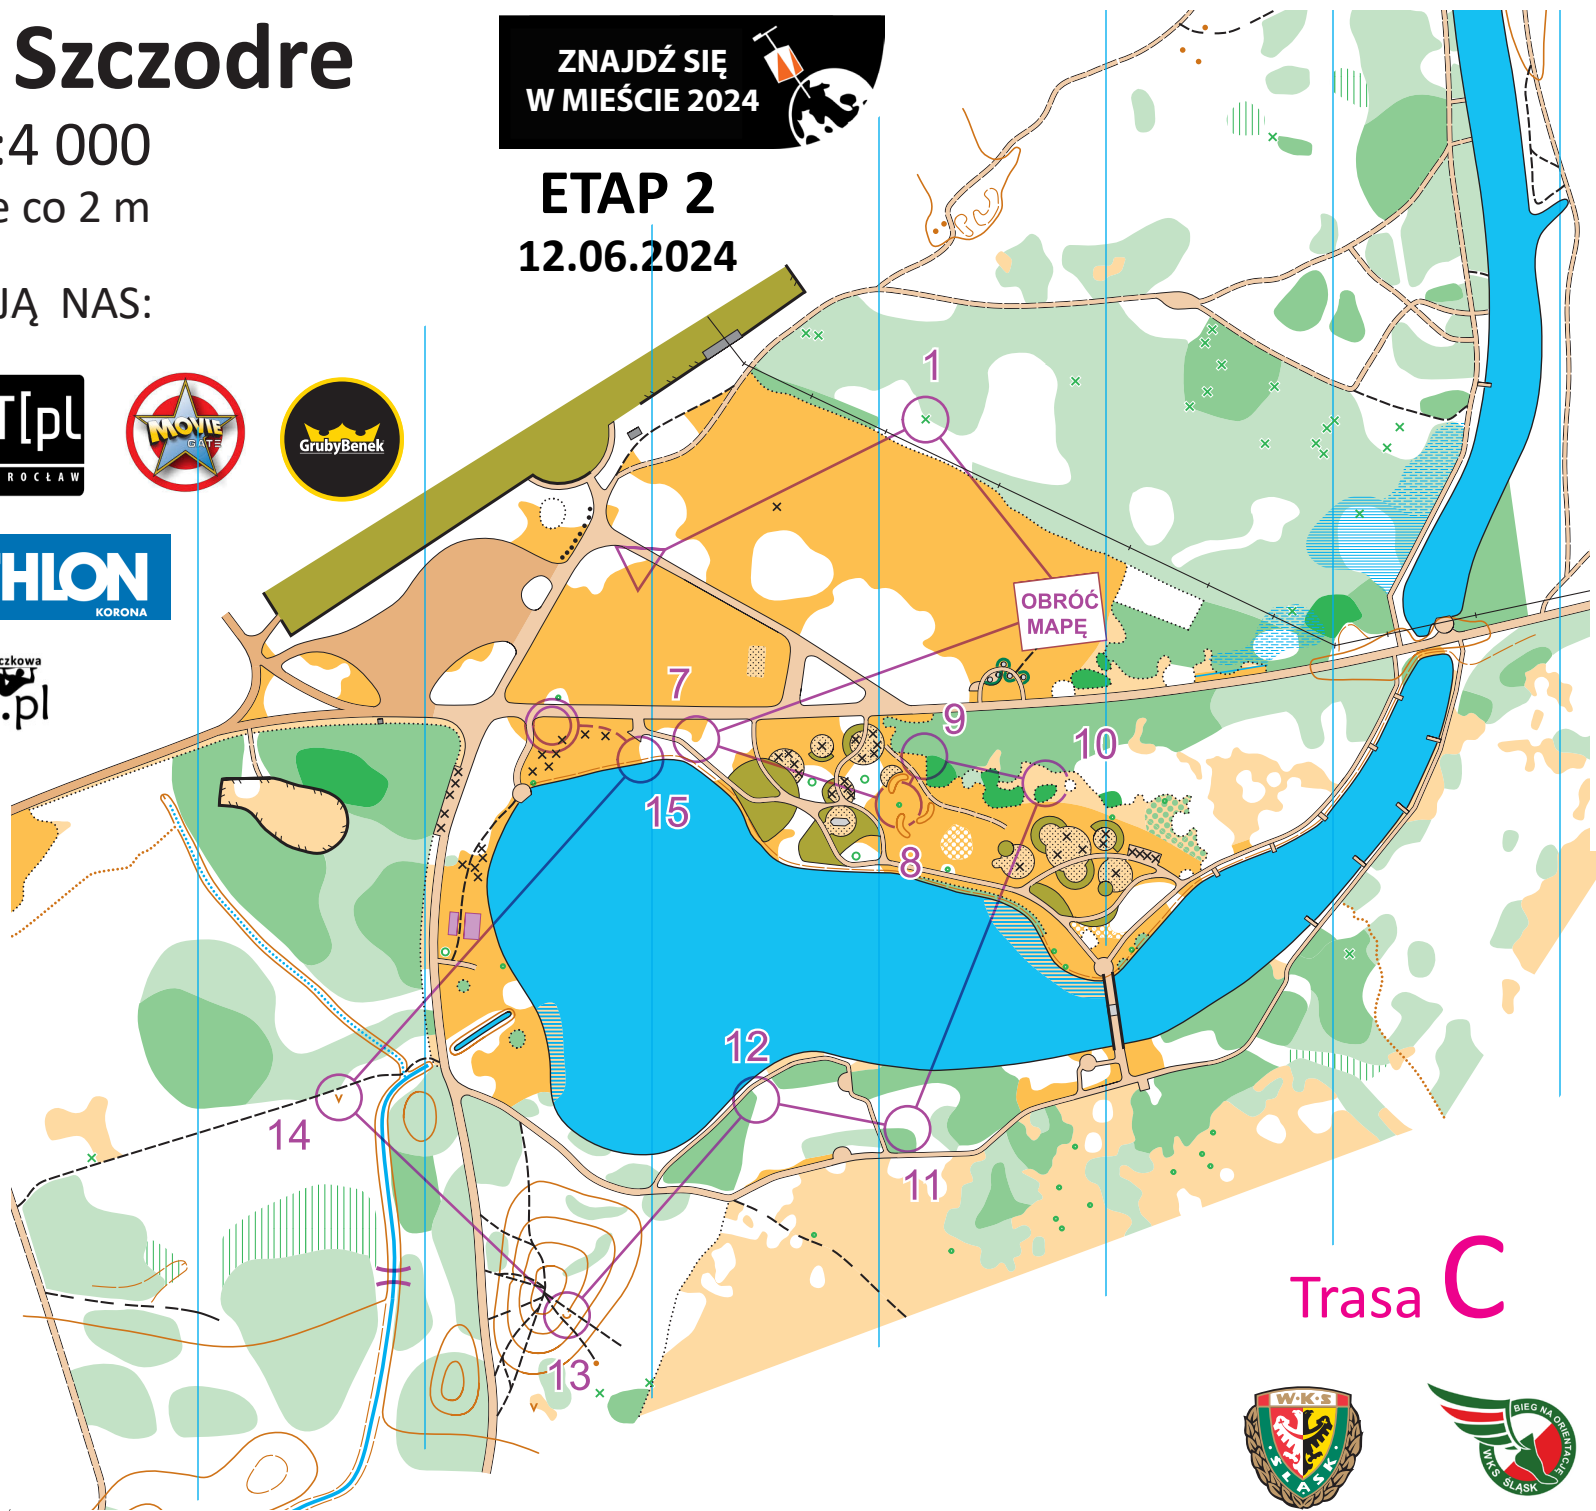 Szczodre
:4 000
e co 2 m
JĄ NAS:
ZNAJDŹ SIĘ
W MIEŚCIE 2024
ETAP 2
12.06.2024
T[pl
ROCŁAW
MOVIE
GATE
GrubyBenek
THLON
KORONA
czkowa
.pl
1
OBRÓĆ
MAPĘ
7
9
10
15
8
12
14
11
13
Trasa C
W·K·S
ŚLĄSK
BIEG NA ORIENTACJĘ
WKS ŚLĄSK